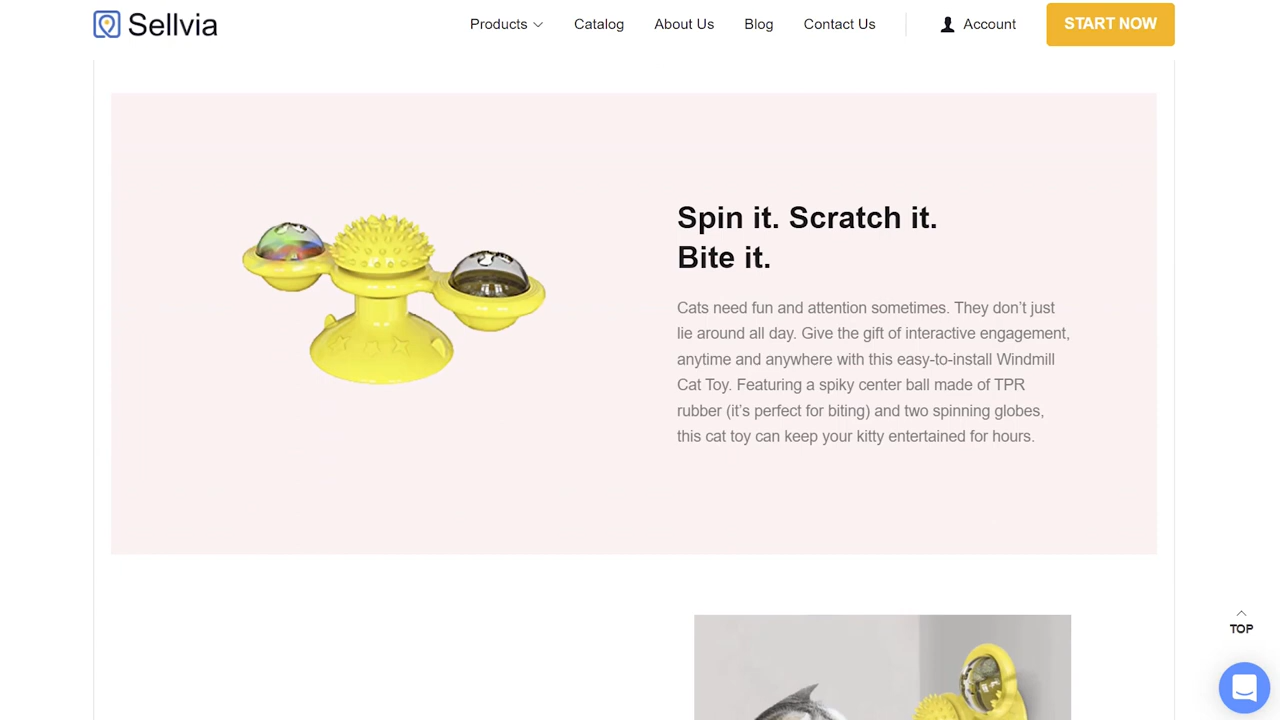 Sellvia
Products
Catalog
About Us
Blog
Contact Us
Account
START NOW
Spin it. Scratch it.
Bite it.
Cats need fun and attention sometimes. They don’t just
lie around all day. Give the gift of interactive engagement,
anytime and anywhere with this easy-to-install Windmill
Cat Toy. Featuring a spiky center ball made of TPR
rubber (it’s perfect for biting) and two spinning globes,
this cat toy can keep your kitty entertained for hours.
TOP